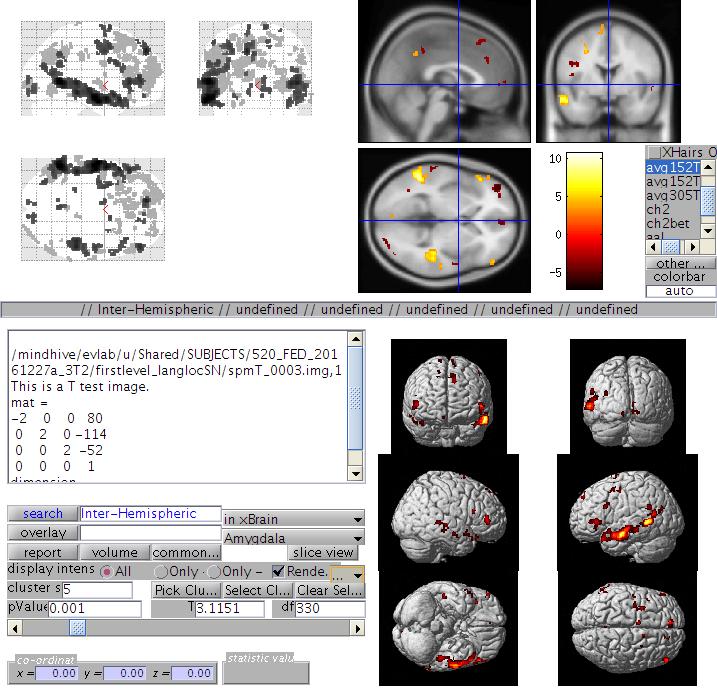 10
5
0
-5
XHairs O
avg152T
avg152T
avg305T
ch2
ch2bet
other ...
colorbar
auto
// Inter-Hemispheric // undefined // undefined // undefined // undefined // undefined
/mindhive/evlab/u/Shared/SUBJECTS/520_FED_201
61227a_3T2/firstlevel_langlocSN/spmT_0003.img,1
This is a T test image.
mat =
-2 0 0 80
0 2 0 -114
0 0 2 -52
0 0 0 1
search Inter-Hemispheric in xBrain
overlay Amygdala
report volume common... slice view
display intens All Only + Only - Rende. ...
cluster s 5 Pick Clu... Select Cl... Clear Sel...
pValue 0.001 T 3.1151 df 330
co-ordinat statistic valu
x = 0.00 y = 0.00 z = 0.00